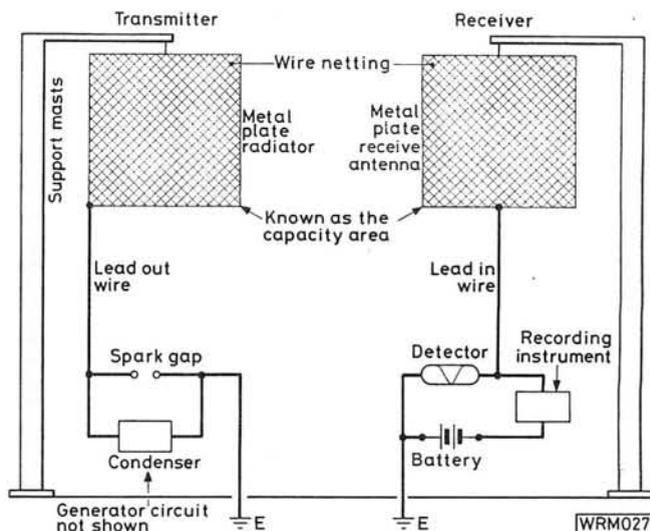 Transmitter
Receiver
Support masts
Wire netting
Metal
plate
radiator
Metal
plate
receive
antenna
Known as the
capacity area
Lead out
wire
Lead in
wire
Spark gap
Detector
Recording
instrument
Condenser
Battery
Generator circuit
not shown
E
E
WRM027